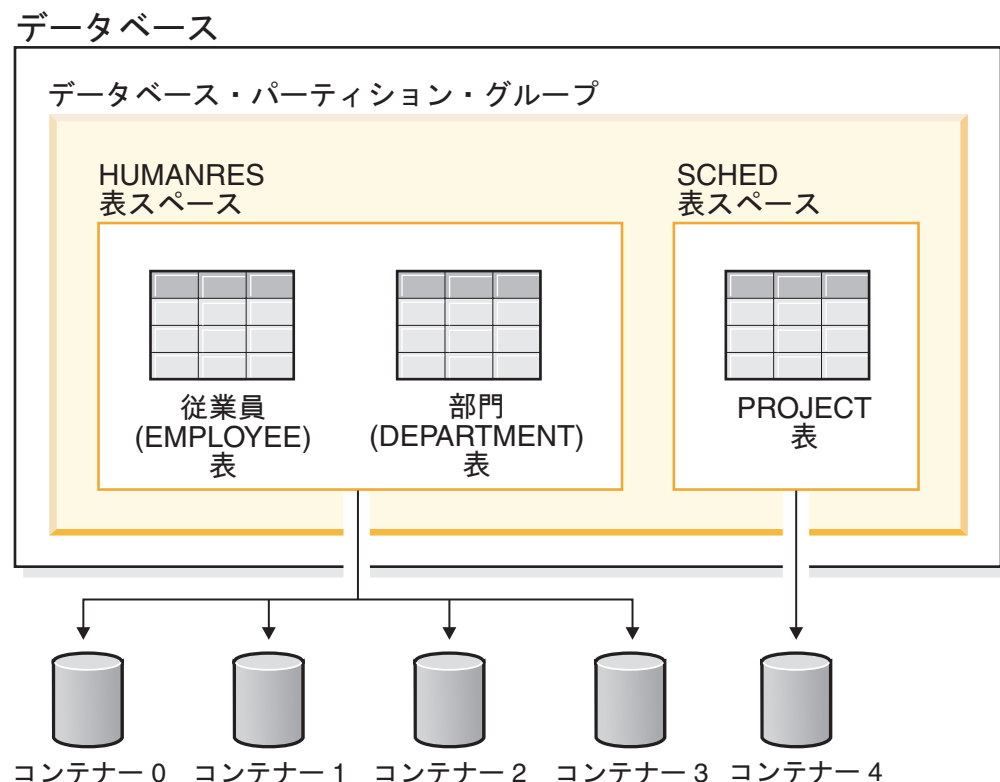 データベース
データベース・パーティション・グループ
HUMANRES
表スペース
SCHED
表スペース
従業員
(EMPLOYEE)
表
部門
(DEPARTMENT)
表
PROJECT
表
コンテナー 0
コンテナー 1
コンテナー 2
コンテナー 3
コンテナー 4